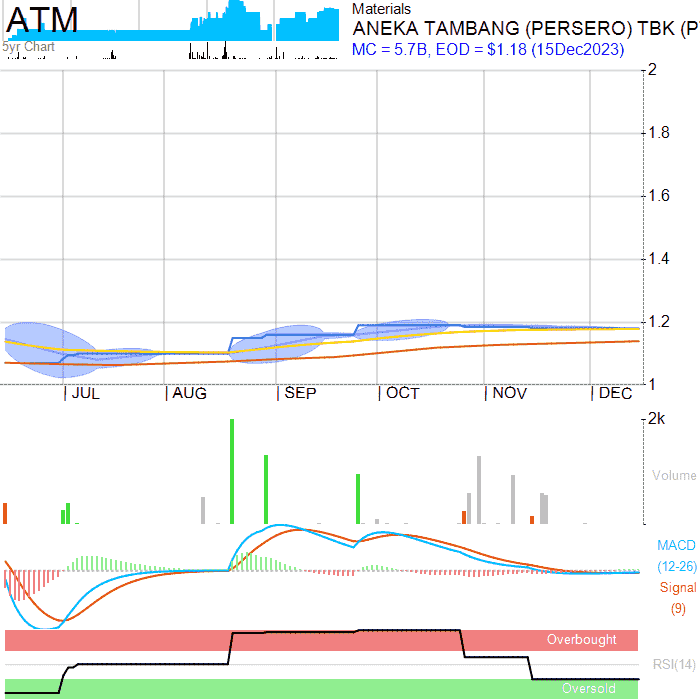 ATM
5yr Chart
Materials
ANEKA TAMBANG (PERSERO) TBK (P
MC = 5.7B, EOD = $1.18 (15Dec2023)
2
1.8
1.6
1.4
1.2
1
JUL AUG SEP OCT NOV DEC
2k
Volume
MACD
(12-26)
Signal
(9)
Overbought
RSI(14)
Oversold